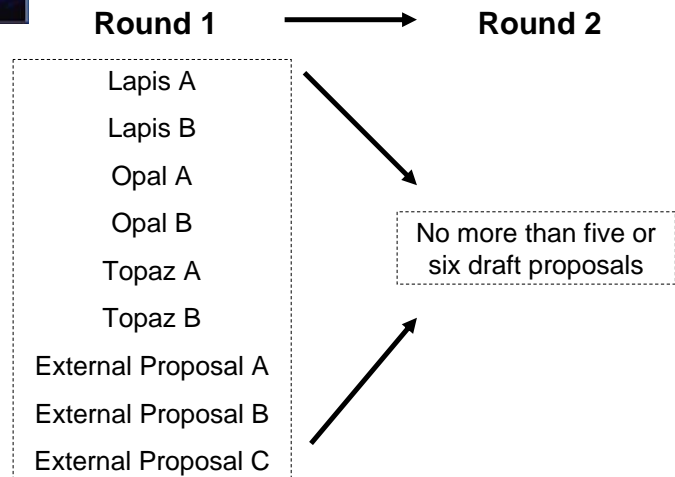 Round 1
Round 2
Lapis A
Lapis B
Opal A
Opal B
Topaz A
Topaz B
External Proposal A
External Proposal B
External Proposal C
No more than five or
six draft proposals